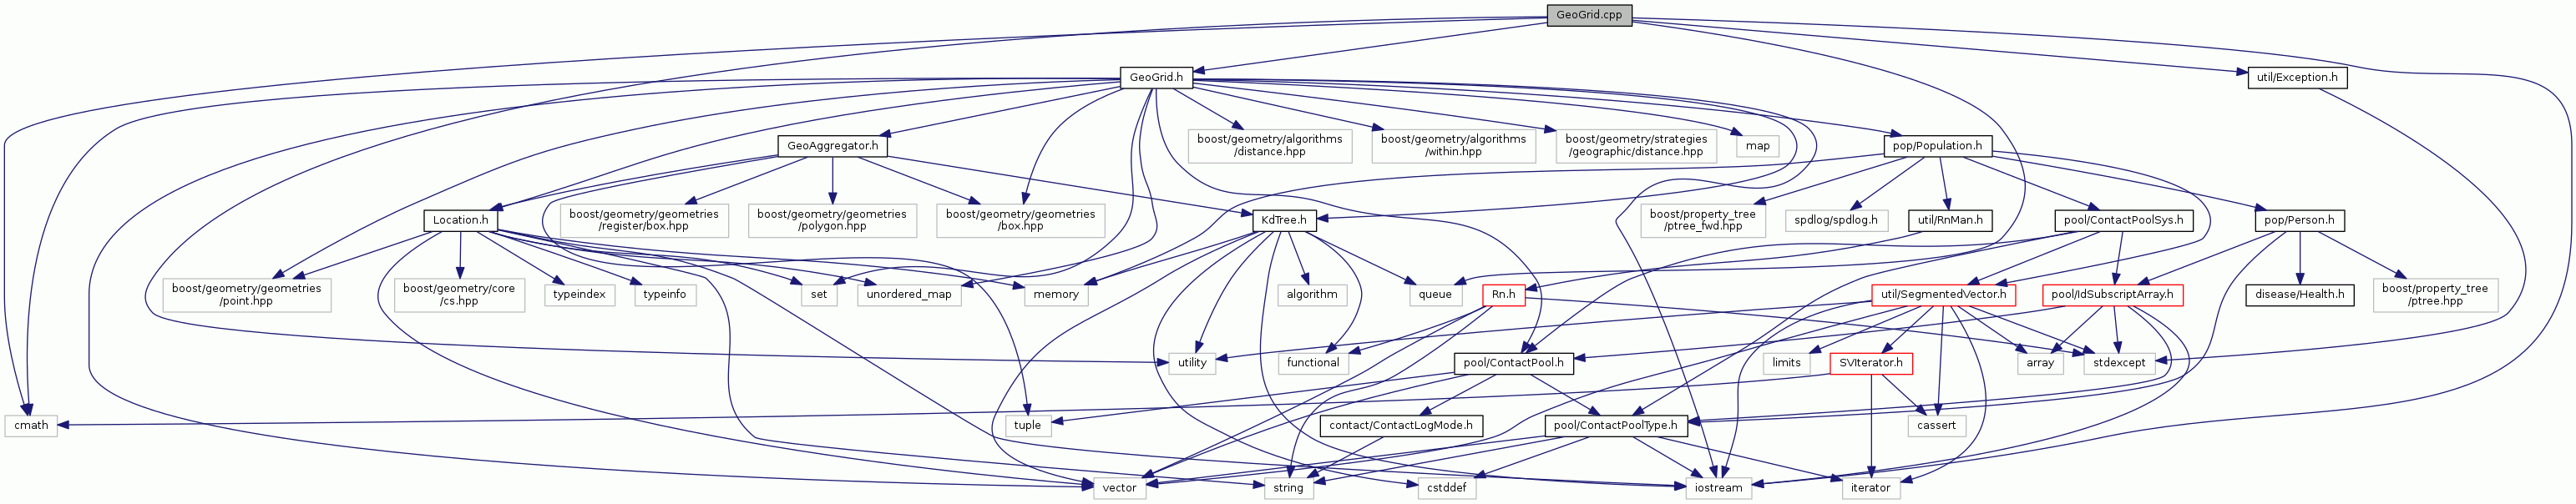 GeoGrid.cpp
GeoGrid.h
util/Exception.h
GeoAggregator.h
boost/geometry/algorithms
/distance.hpp
boost/geometry/algorithms
/within.hpp
boost/geometry/strategies
/geographic/distance.hpp
map
pop/Population.h
Location.h
boost/geometry/geometries
/register/box.hpp
boost/geometry/geometries
/polygon.hpp
boost/geometry/geometries
/box.hpp
KdTree.h
boost/property_tree
/ptree_fwd.hpp
spdlog/spdlog.h
util/RnMan.h
pool/ContactPoolSys.h
pop/Person.h
boost/geometry/geometries
/point.hpp
boost/geometry/core
/cs.hpp
typeindex
typeinfo
set
unordered_map
memory
algorithm
queue
Rn.h
util/SegmentedVector.h
pool/IdSubscriptArray.h
disease/Health.h
boost/property_tree
/ptree.hpp
utility
functional
pool/ContactPool.h
limits
SVIterator.h
array
stdexcept
cmath
tuple
contact/ContactLogMode.h
pool/ContactPoolType.h
cassert
vector
string
cstddef
iostream
iterator